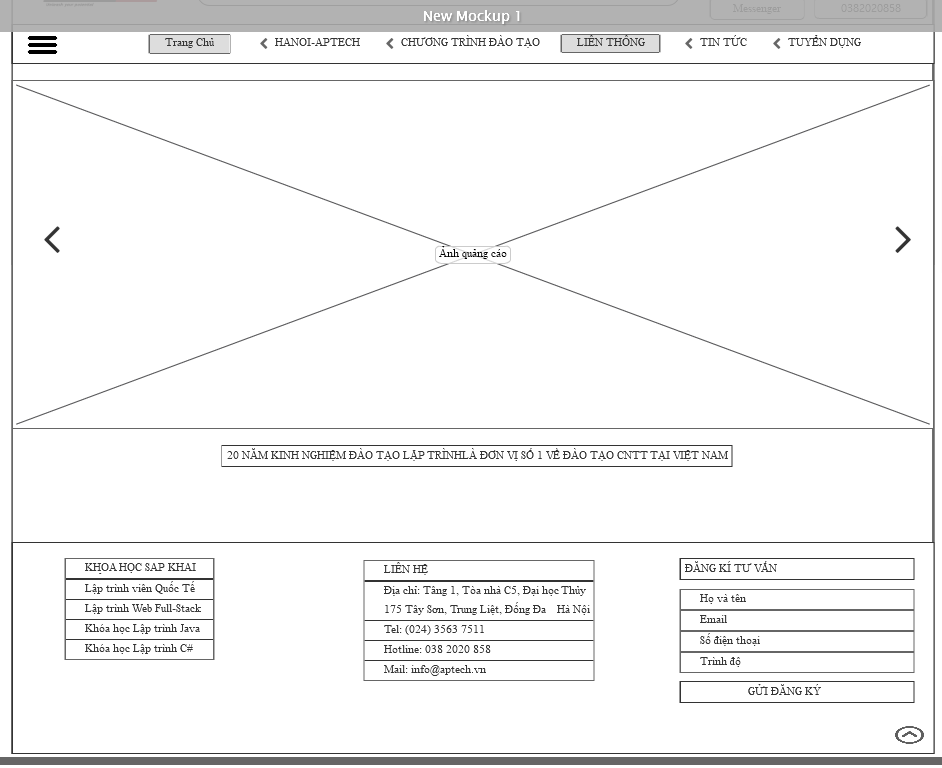 Messenger
0382020858
New Mockup 1
Trang Chủ
HANOI-APTECH
CHƯƠNG TRÌNH ĐÀO TẠO
LIÊN THÔNG
TIN TỨC
TUYỂN DỤNG
Ảnh quảng cáo
20 NĂM KINH NGHIỆM ĐÀO TẠO LẬP TRÌNHLÀ ĐƠN VỊ SỐ 1 VỀ ĐÀO TẠO CNTT TẠI VIỆT NAM
KHOA HỌC SAP KHAI
Lập trình viên Quốc Tế
Lập trình Web Full-Stack
Khóa học Lập trình Java
Khóa học Lập trình C#
LIÊN HỆ
Địa chỉ: Tầng 1, Tòa nhà C5, Đại học Thủy
175 Tây Sơn, Trung Liệt, Đống Đa Hà Nội
Tel: (024) 3563 7511
Hotline: 038 2020 858
Mail: info@aptech.vn
ĐĂNG KÍ TƯ VẤN
Họ và tên
Email
Số điện thoại
Trình độ
GỬI ĐĂNG KÝ